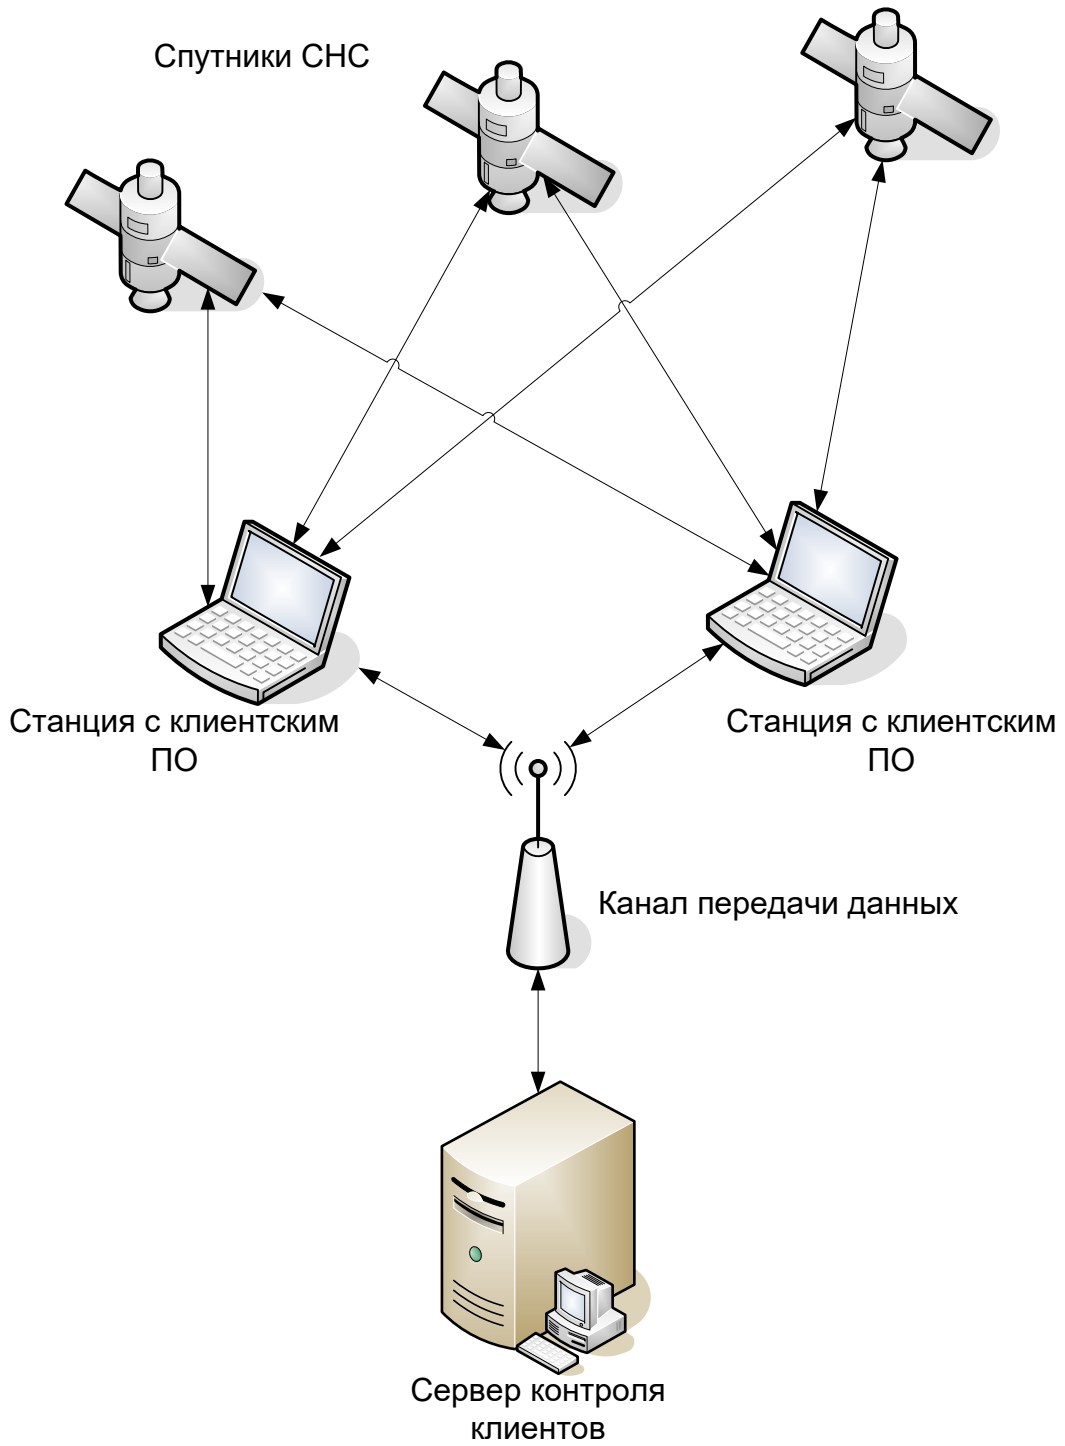 Спутники СНС
Станция с клиентским
ПО
Станция с клиентским
ПО
Канал передачи данных
Сервер контроля
клиентов